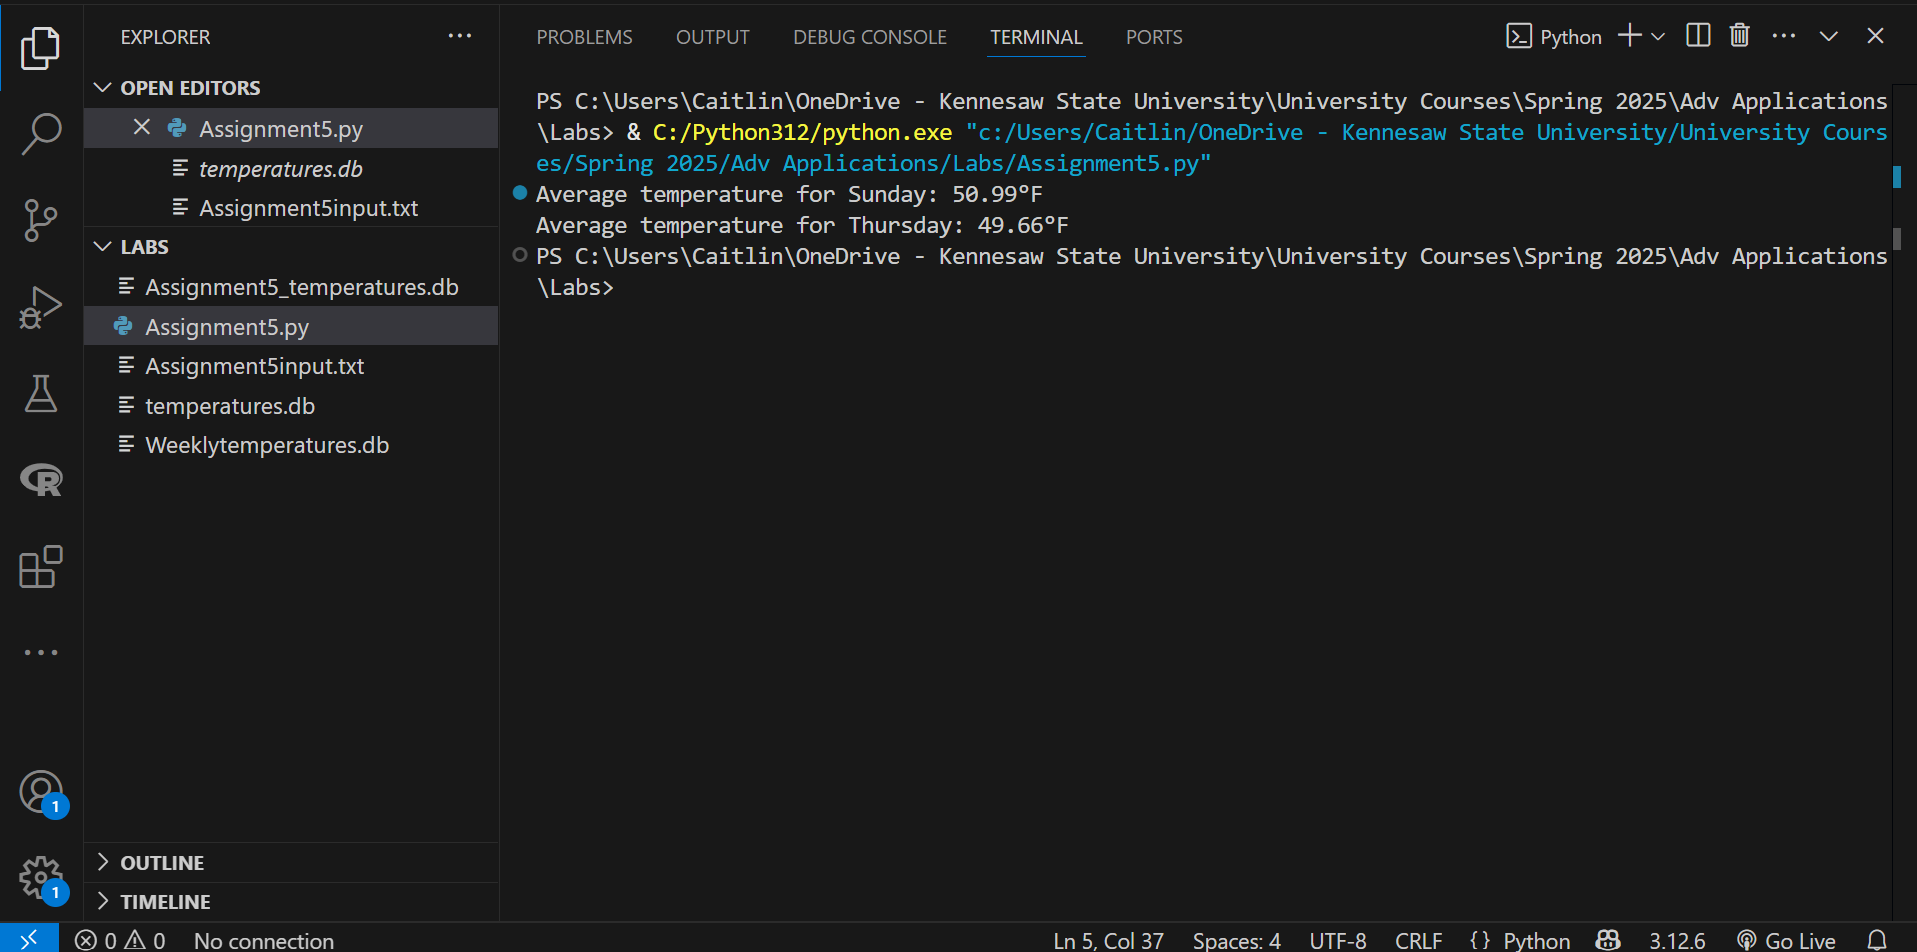 EXPLORER
OPEN EDITORS
Assignment5.py
temperatures.db
Assignment5input.txt
LABS
Assignment5_temperatures.db
Assignment5.py
Assignment5input.txt
temperatures.db
Weeklytemperatures.db
OUTLINE
TIMELINE
1
1
PROBLEMS OUTPUT DEBUG CONSOLE TERMINAL PORTS Python
PS C:\Users\Caitlin\OneDrive - Kennesaw State University\University Courses\Spring 2025\Adv Applications
\Labs> & C:/Python312/python.exe "c:/Users/Caitlin/OneDrive - Kennesaw State University/University Cours
es/Spring 2025/Adv Applications/Labs/Assignment5.py"
Average temperature for Sunday: 50.99°F
Average temperature for Thursday: 49.66°F
PS C:\Users\Caitlin\OneDrive - Kennesaw State University\University Courses\Spring 2025\Adv Applications
\Labs>
0 0 No connection Ln 5, Col 37 Spaces: 4 UTF-8 CRLF {} Python 3.12.6 Go Live